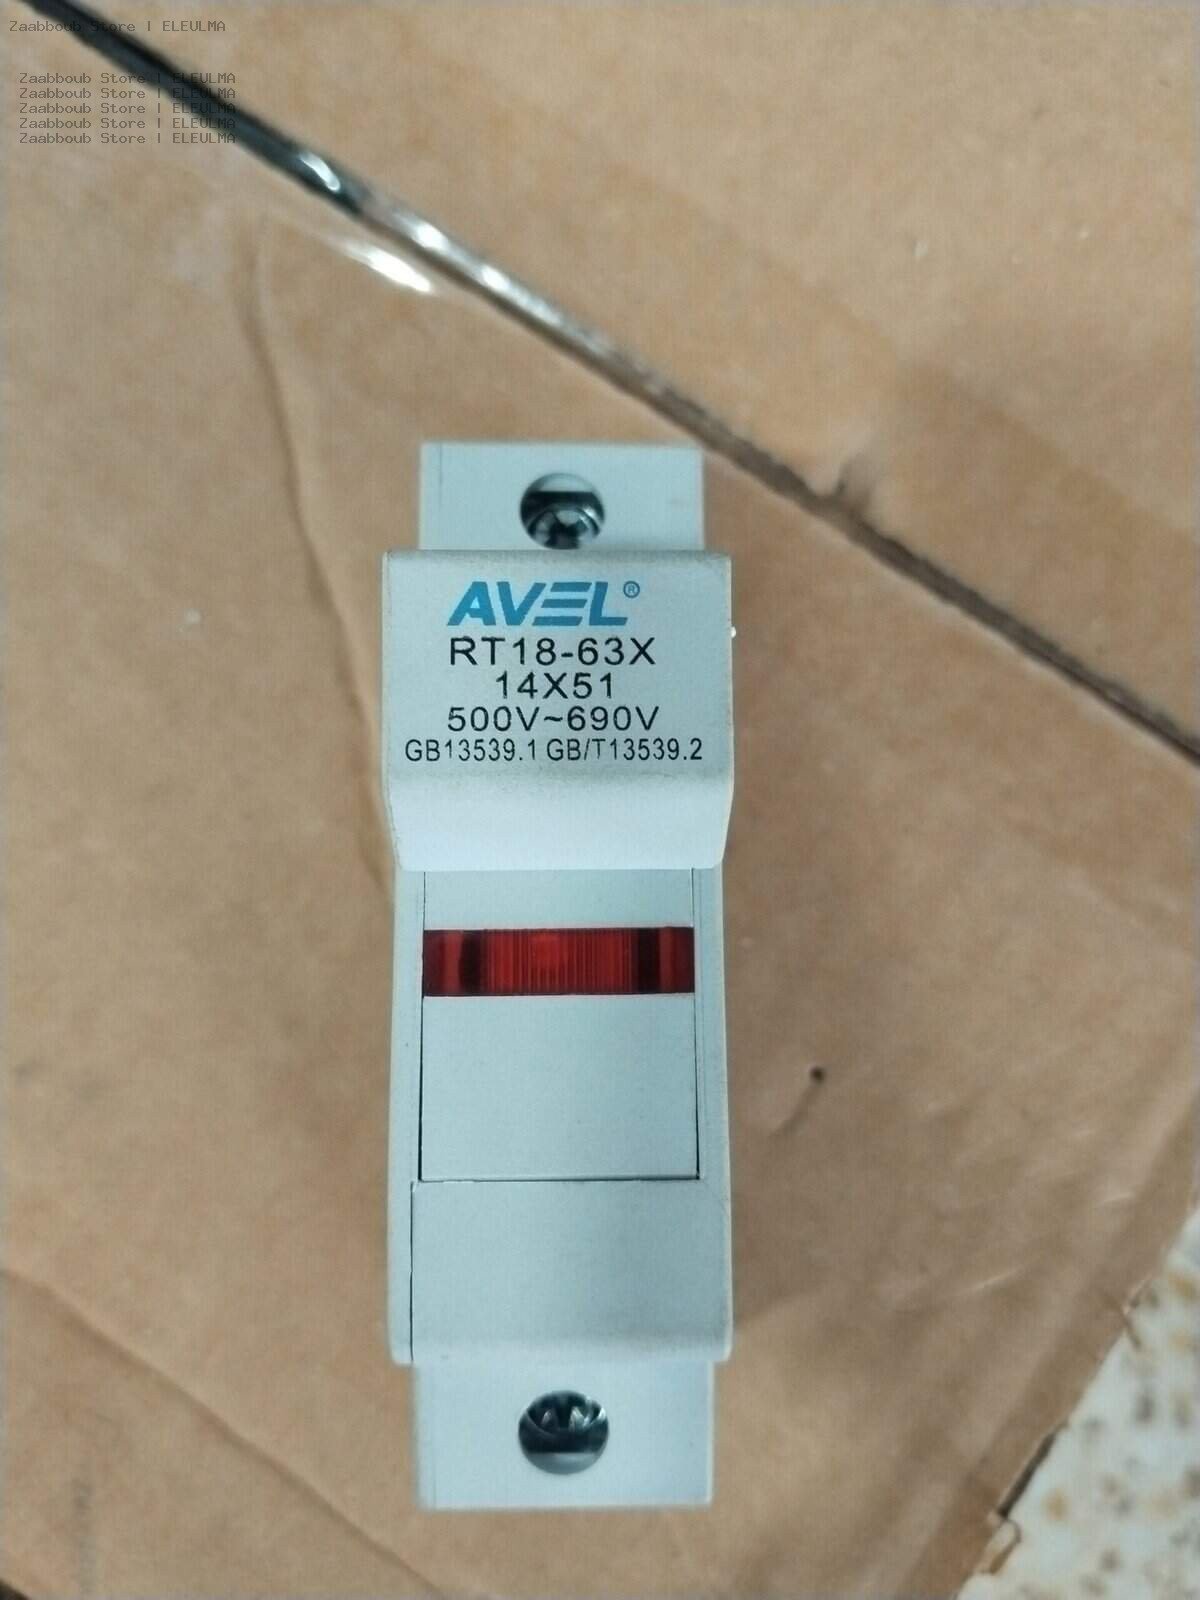 Zaabboub Store | ELEULMA
Zaabboub Store | ELEULMA
Zaabboub Store | ELEULMA
Zaabboub Store | ELEULMA
Zaabboub Store | ELEULMA
Zaabboub Store | ELEULMA
AVEL®
RT18-63X
14X51
500V~690V
GB13539.1 GB/T13539.2